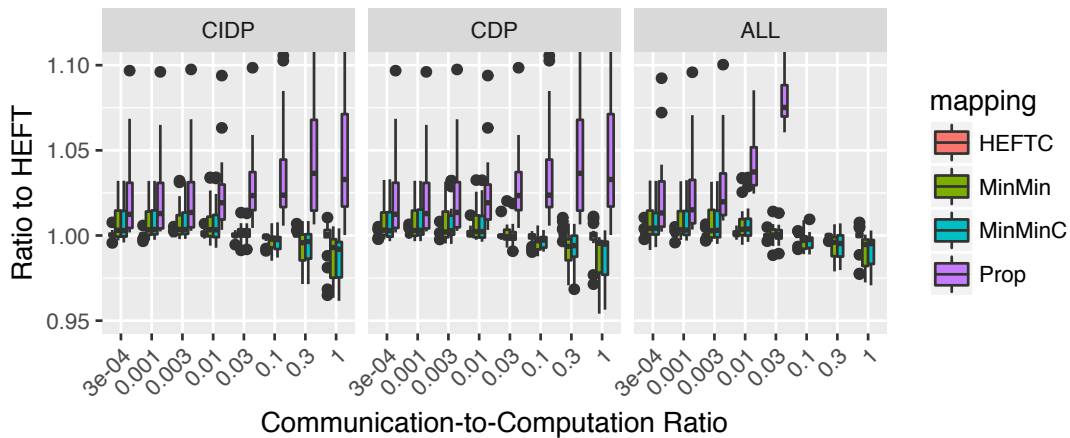 CIDP CDP ALL
1.10
1.05
1.00
0.95
Ratio to HEFT
3e-04 0.001 0.003 0.01 0.03 0.1 0.3 1
3e-04 0.001 0.003 0.01 0.03 0.1 0.3 1
3e-04 0.001 0.003 0.01 0.03 0.1 0.3 1
Communication-to-Computation Ratio
mapping
HEFTC
MinMin
MinMinC
Prop